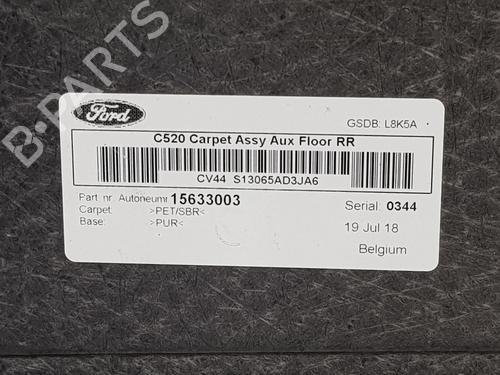 B-PARTS
Ford
GSDB: L8K5A
C520 Carpet Assy Aux Floor RR
CV44 S13065AD3JA6
Part nr. Autoneum: 15633003
Serial: 0344
Carpet: >PET/SBR<
Base: >PUR<
19 Jul 18
Belgium